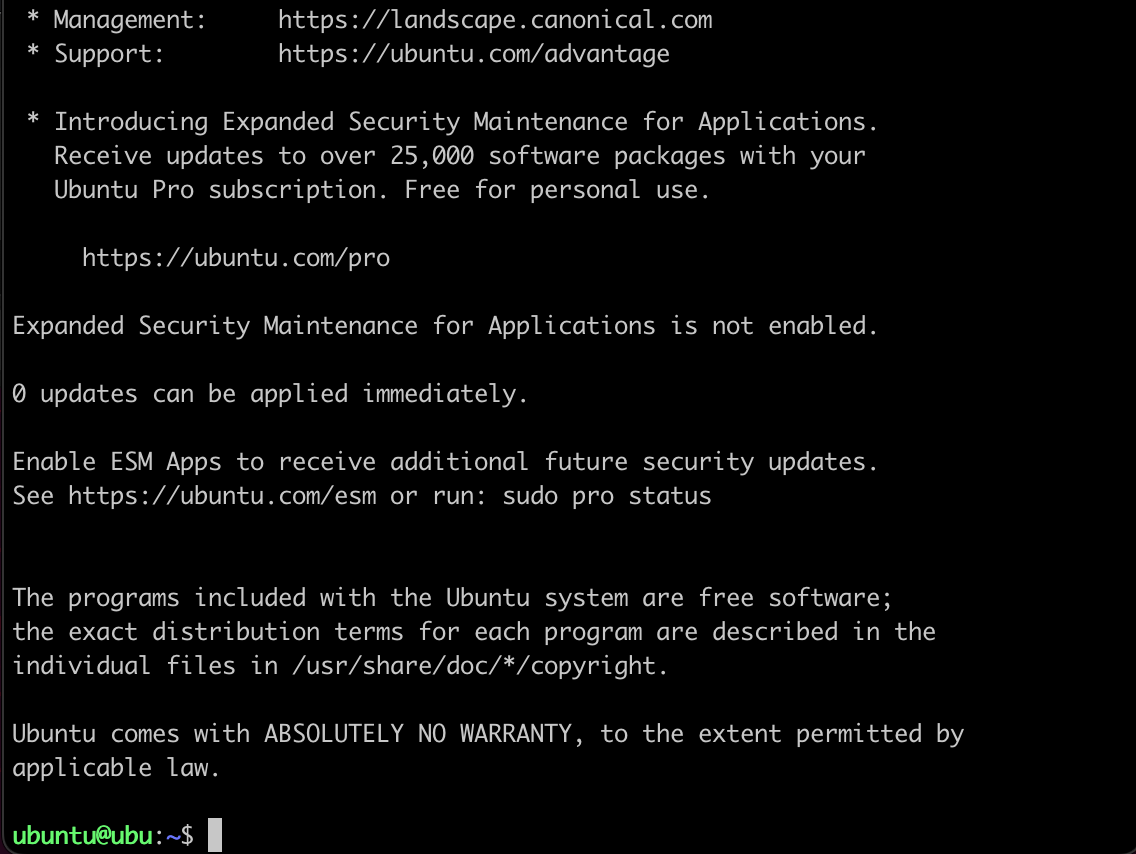 * Management:     https://landscape.canonical.com
* Support:        https://ubuntu.com/advantage
* Introducing Expanded Security Maintenance for Applications.
Receive updates to over 25,000 software packages with your
Ubuntu Pro subscription. Free for personal use.
https://ubuntu.com/pro
Expanded Security Maintenance for Applications is not enabled.
0 updates can be applied immediately.
Enable ESM Apps to receive additional future security updates.
See https://ubuntu.com/esm or run: sudo pro status
The programs included with the Ubuntu system are free software;
the exact distribution terms for each program are described in the
individual files in /usr/share/doc/*/copyright.
Ubuntu comes with ABSOLUTELY NO WARRANTY, to the extent permitted by
applicable law.
ubuntu@ubu:~$